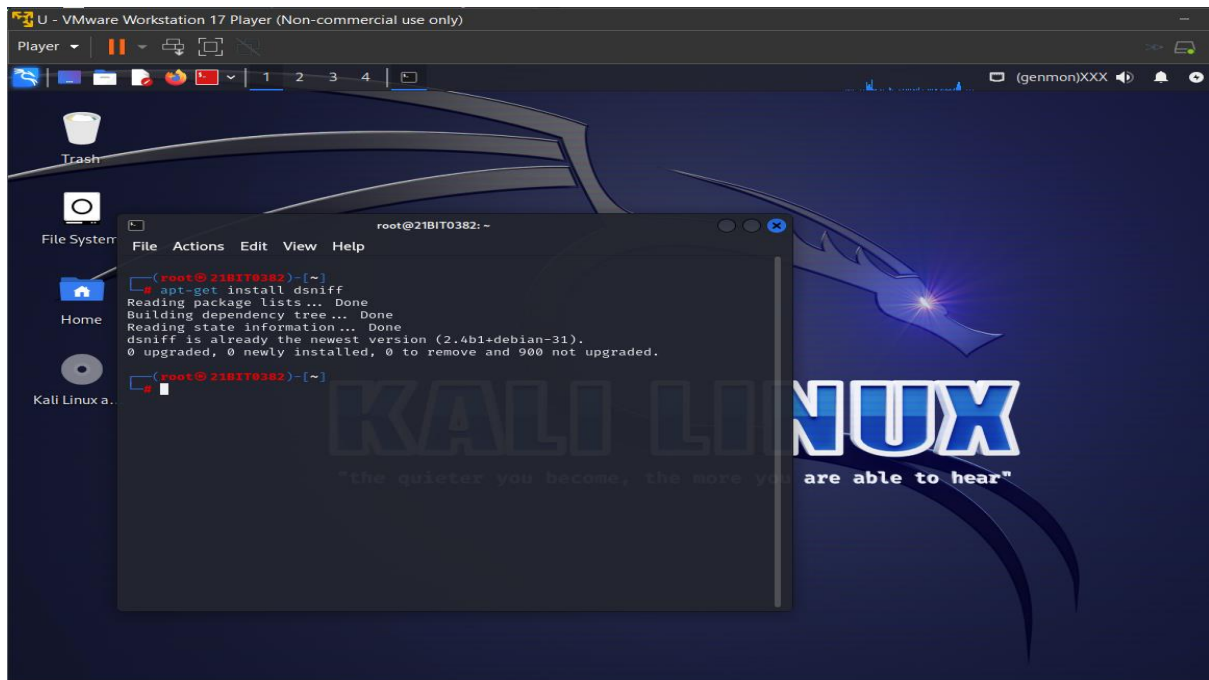 U - VMware Workstation 17 Player (Non-commercial use only)
Player
1 2 3 4
(genmon)XXX
Trash
File System
Home
Kali Linux a..
root@21BIT0382: ~
File Actions Edit View Help
┌──(root㉿21BIT0382)-[~]
└─# apt-get install dsniff
Reading package lists... Done
Building dependency tree... Done
Reading state information... Done
dsniff is already the newest version (2.4b1+debian-31).
0 upgraded, 0 newly installed, 0 to remove and 900 not upgraded.
┌──(root㉿21BIT0382)-[~]
└─#
KALI LINUX
"the quieter you become, the more you are able to hear"